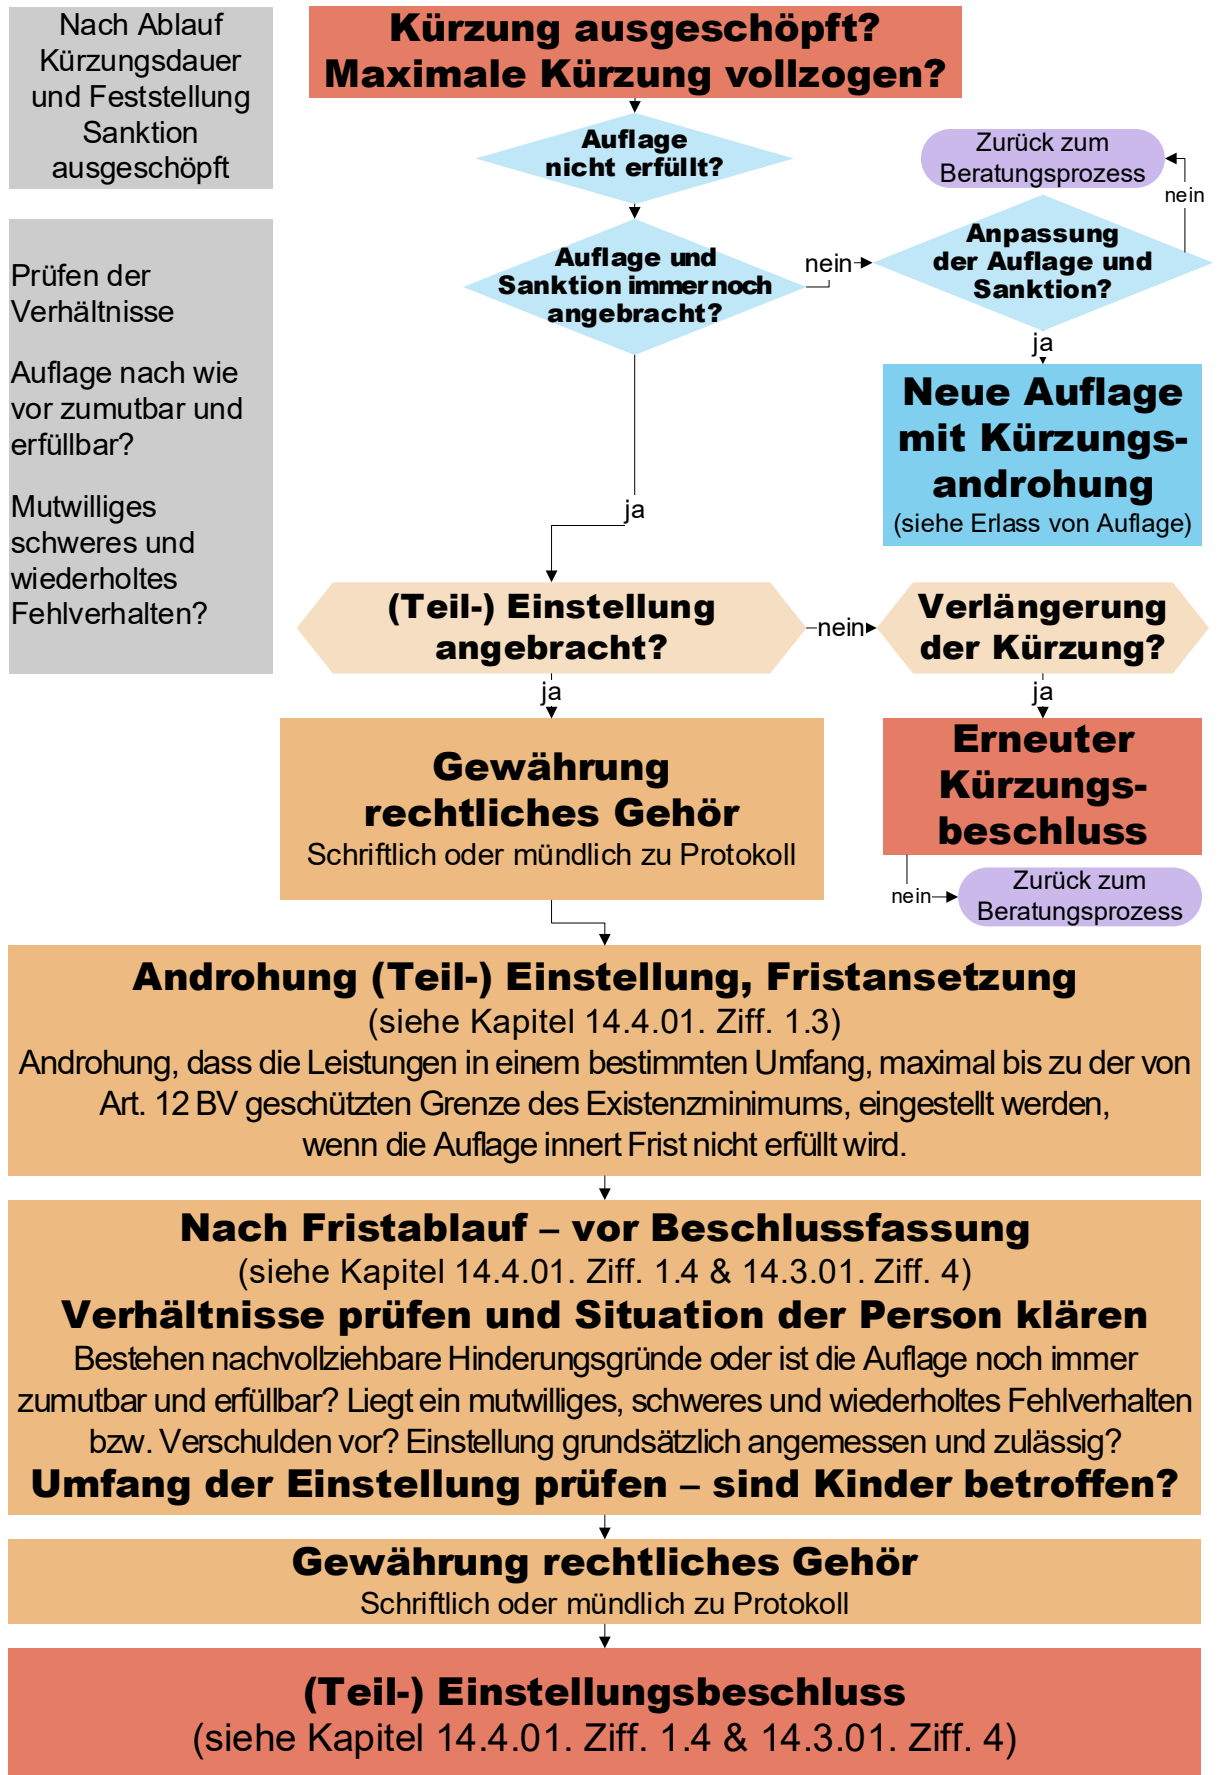 Nach Ablauf
Kürzungsdauer
und Feststellung
Sanktion
ausgeschöpft
Kürzung ausgeschöpft?
Maximale Kürzung vollzogen?
Auflage
nicht erfüllt?
Zurück zum
Beratungsprozess
nein
Prüfen der
Verhältnisse
Auflage nach wie
vor zumutbar und
erfüllbar?
Mutwilliges
schweres und
wiederholtes
Fehlverhalten?
Auflage und
Sanktion immer noch
angebracht?
nein
Anpassung
der Auflage und
Sanktion?
ja
Neue Auflage
mit Kürzungs-
androhung
(siehe Erlass von Auflage)
ja
(Teil-) Einstellung
angebracht?
nein
Verlängerung
der Kürzung?
ja
ja
Gewährung
rechtliches Gehör
Schriftlich oder mündlich zu Protokoll
Erneuter
Kürzungs-
beschluss
nein
Zurück zum
Beratungsprozess
Androhung (Teil-) Einstellung, Fristansetzung
(siehe Kapitel 14.4.01. Ziff. 1.3)
Androhung, dass die Leistungen in einem bestimmten Umfang, maximal bis zu der von
Art. 12 BV geschützten Grenze des Existenzminimums, eingestellt werden,
wenn die Auflage innert Frist nicht erfüllt wird.
Nach Fristablauf – vor Beschlussfassung
(siehe Kapitel 14.4.01. Ziff. 1.4 & 14.3.01. Ziff. 4)
Verhältnisse prüfen und Situation der Person klären
Bestehen nachvollziehbare Hinderungsgründe oder ist die Auflage noch immer
zumutbar und erfüllbar? Liegt ein mutwilliges, schweres und wiederholtes Fehlverhalten
bzw. Verschulden vor? Einstellung grundsätzlich angemessen und zulässig?
Umfang der Einstellung prüfen – sind Kinder betroffen?
Gewährung rechtliches Gehör
Schriftlich oder mündlich zu Protokoll
(Teil-) Einstellungsbeschluss
(siehe Kapitel 14.4.01. Ziff. 1.4 & 14.3.01. Ziff. 4)